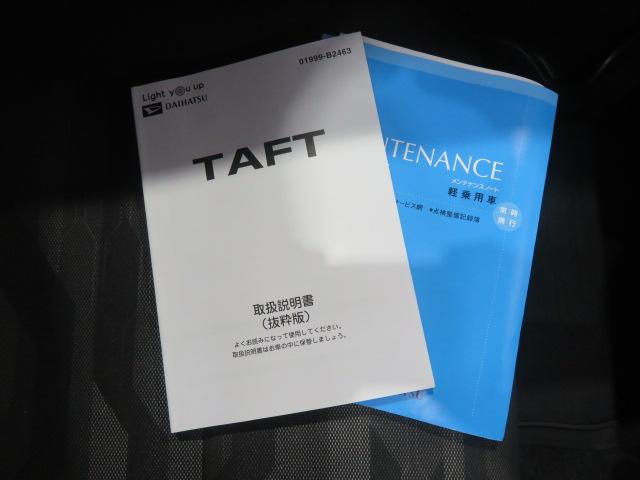 01999-B2463
Light you up
DAIHATSU
TAFT
取扱説明書
（抜粋版）
よくお読みになって使用してください。
取扱説明書はお車の中に保管しましょう。
NTENANCE
メンテナンスノート
軽乗用車
ービス網 ●点検整備記録簿
常時
携行